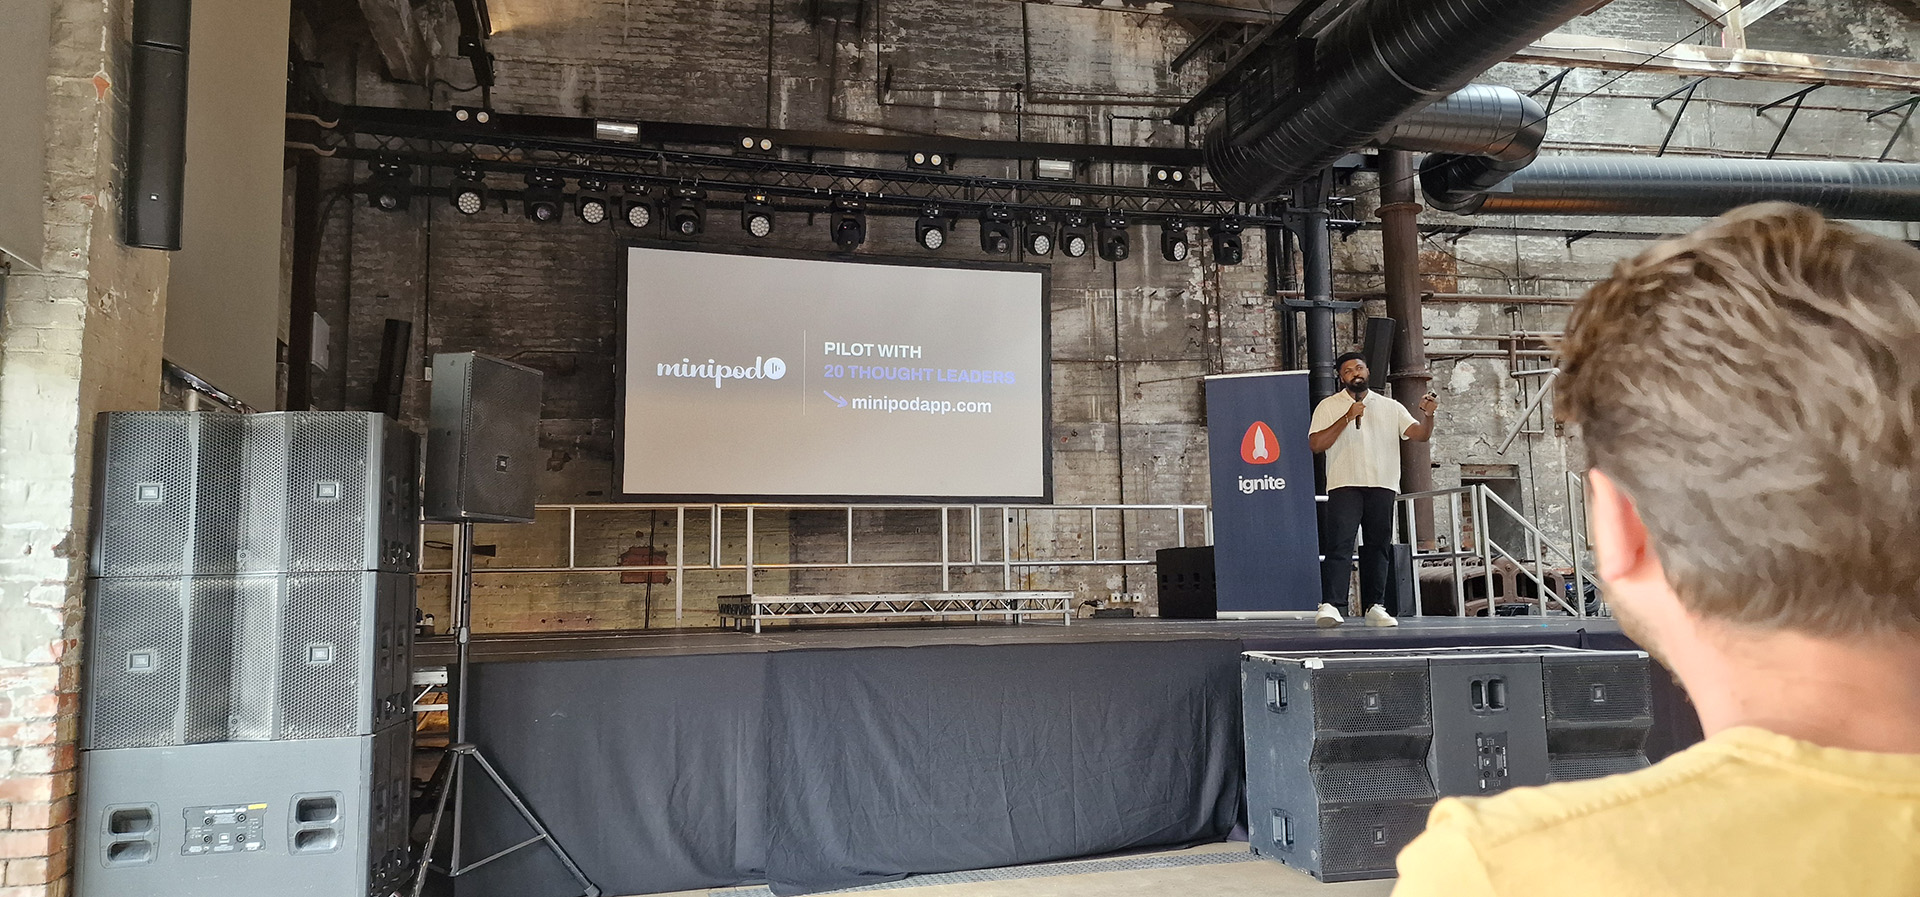 minipod
PILOT WITH
20 THOUGHT LEADERS
minipodapp.com
ignite